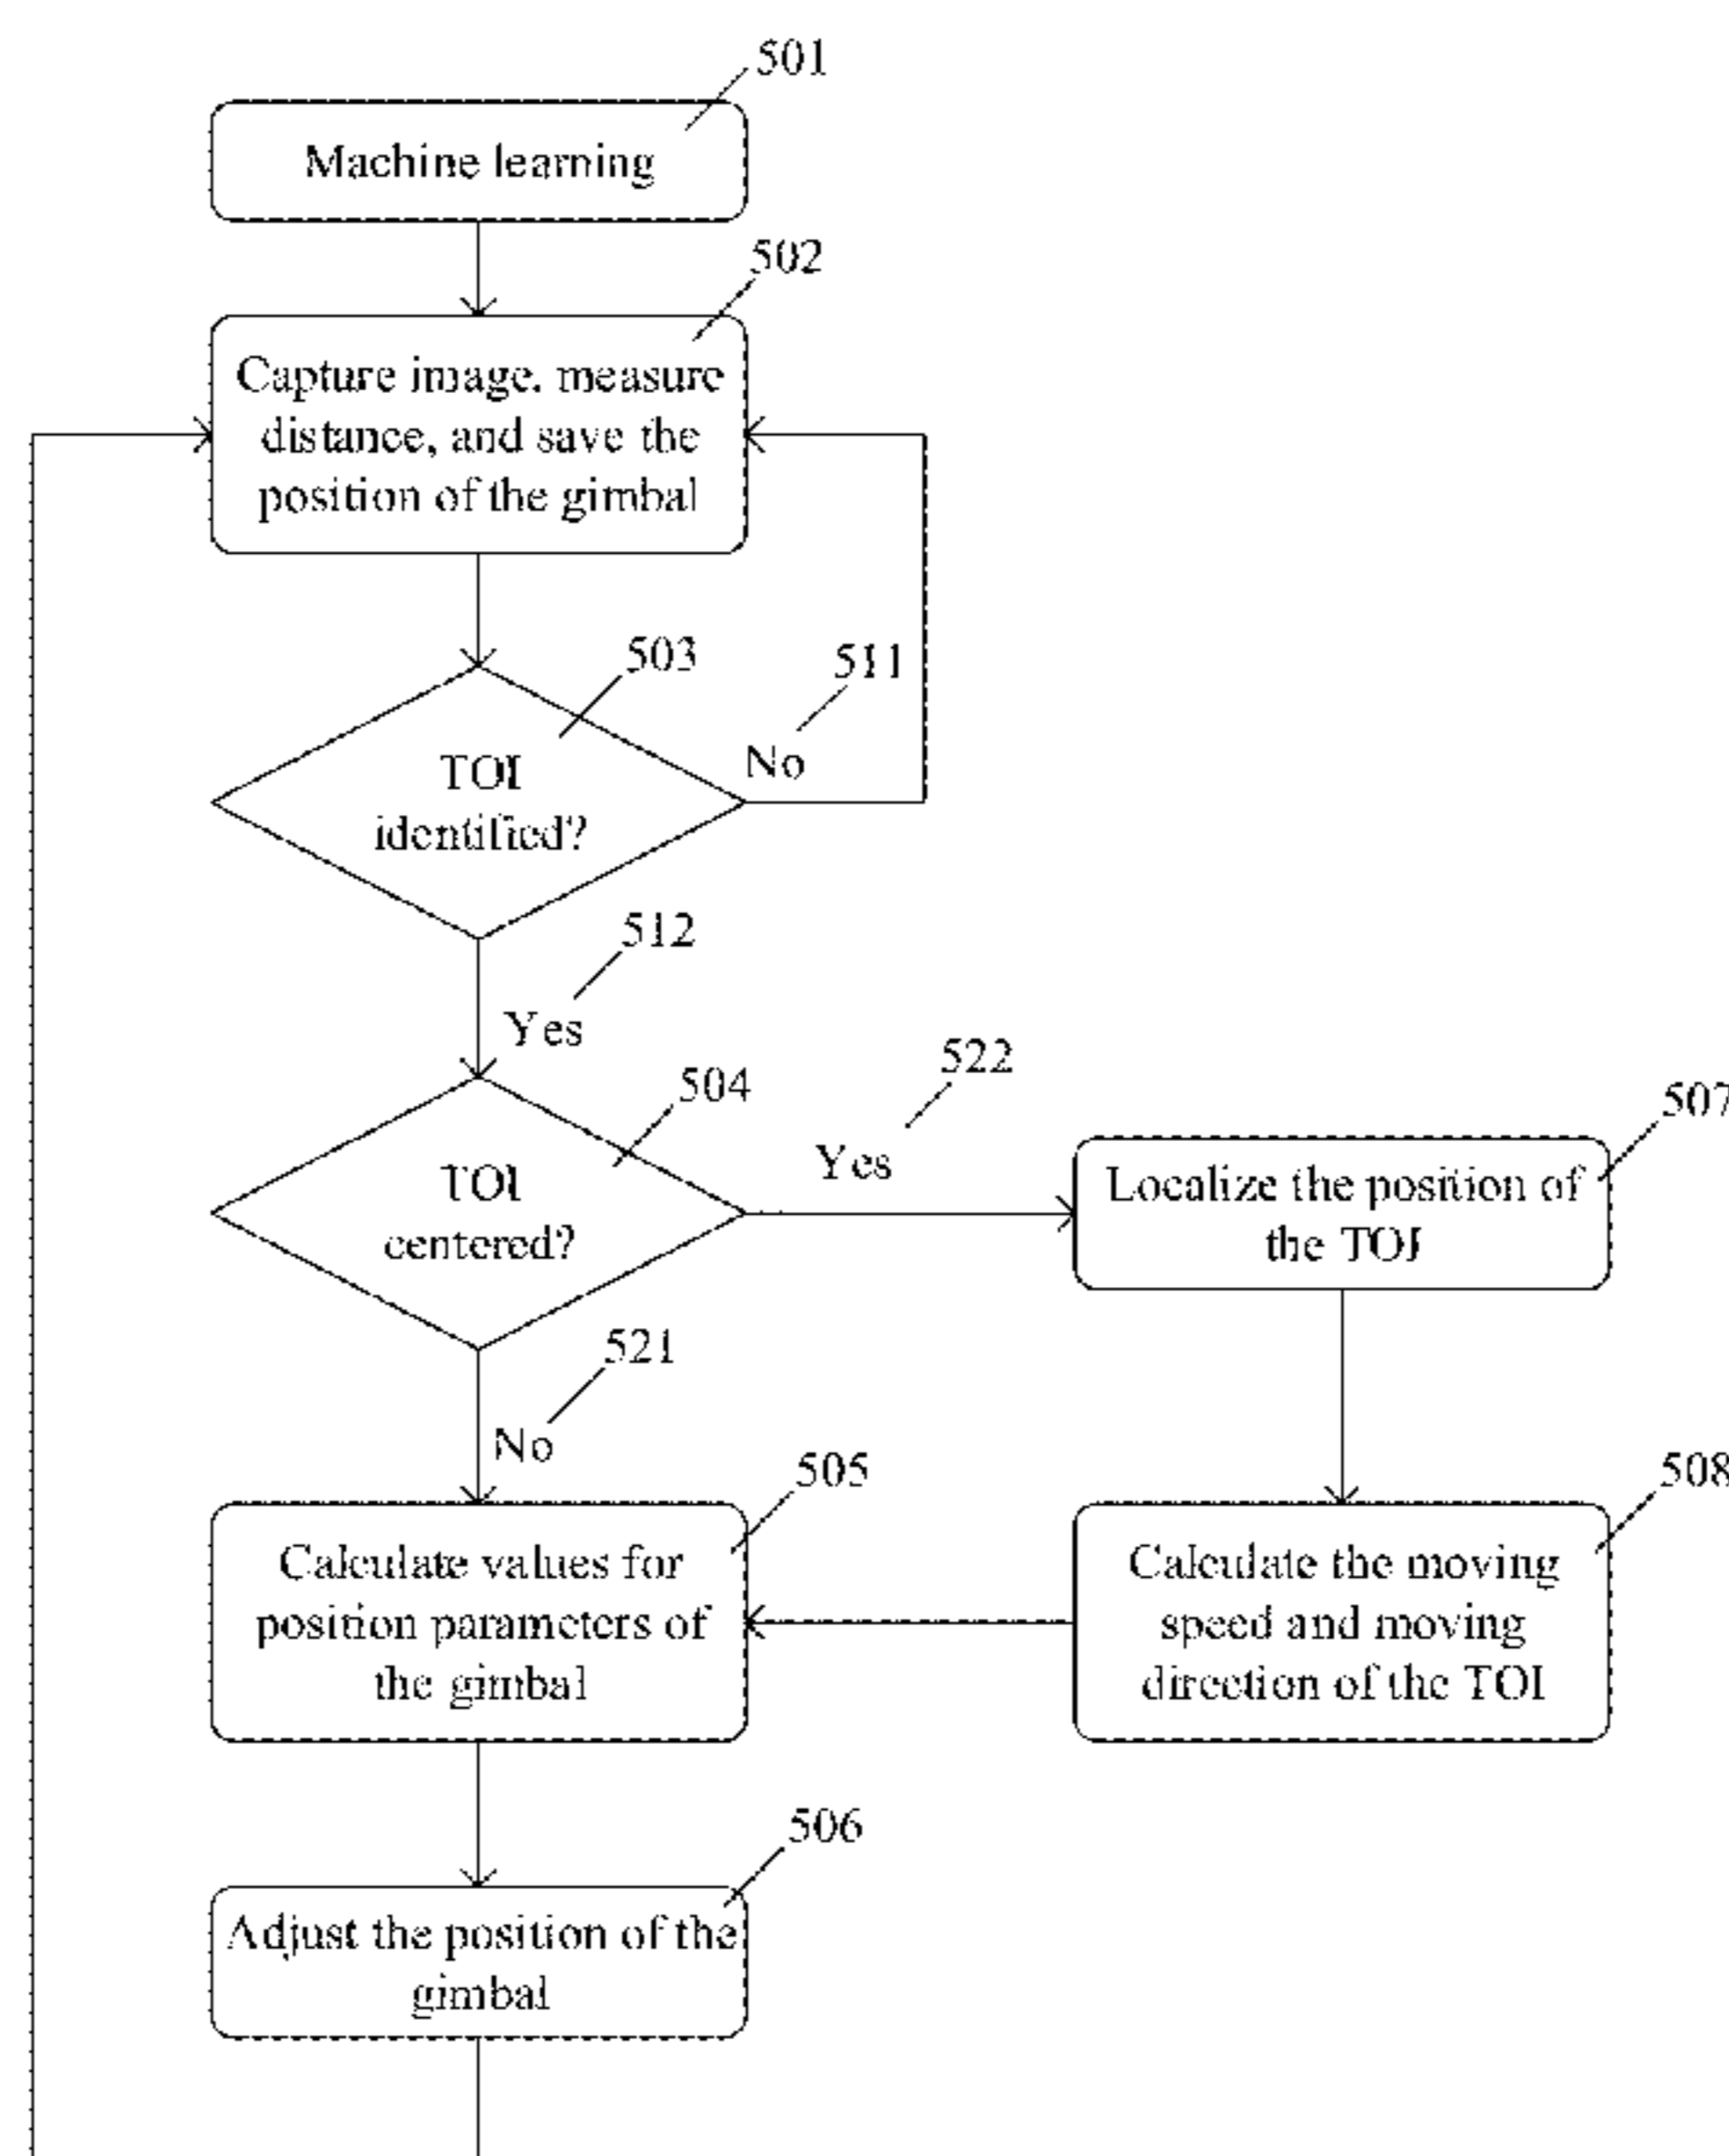 501
Machine learning
502
Capture image, measure
distance, and save the
position of the gimbal
503
511
TOI
identified?
No
512
Yes
504
522
507
TOI
centered?
Yes
Localize the position of
the TOI
521
No
505
508
Calculate values for
position parameters of
the gimbal
Calculate the moving
speed and moving
direction of the TOI
506
Adjust the position of the
gimbal